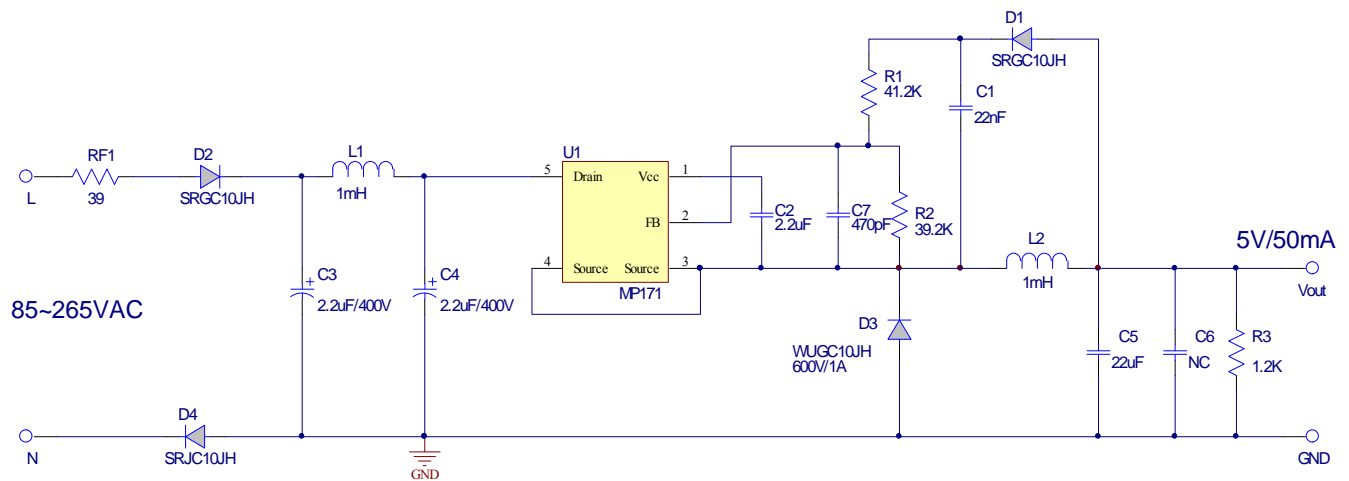 D1
SRGC10JH
R1
41.2K
C1
22nF
RF1
39
L
D2
SRGC10JH
L1
1mH
U1
5
Drain
Vcc
1
FB
2
4
Source
Source
3
MP171
C2
2.2uF
C7
470pF
R2
39.2K
L2
1mH
5V/50mA
Vout
C3
2.2uF/400V
C4
2.2uF/400V
85~265VAC
D3
WUGC10JH
600V/1A
C5
22uF
C6
NC
R3
1.2K
D4
SRJC10JH
N
GND
GND